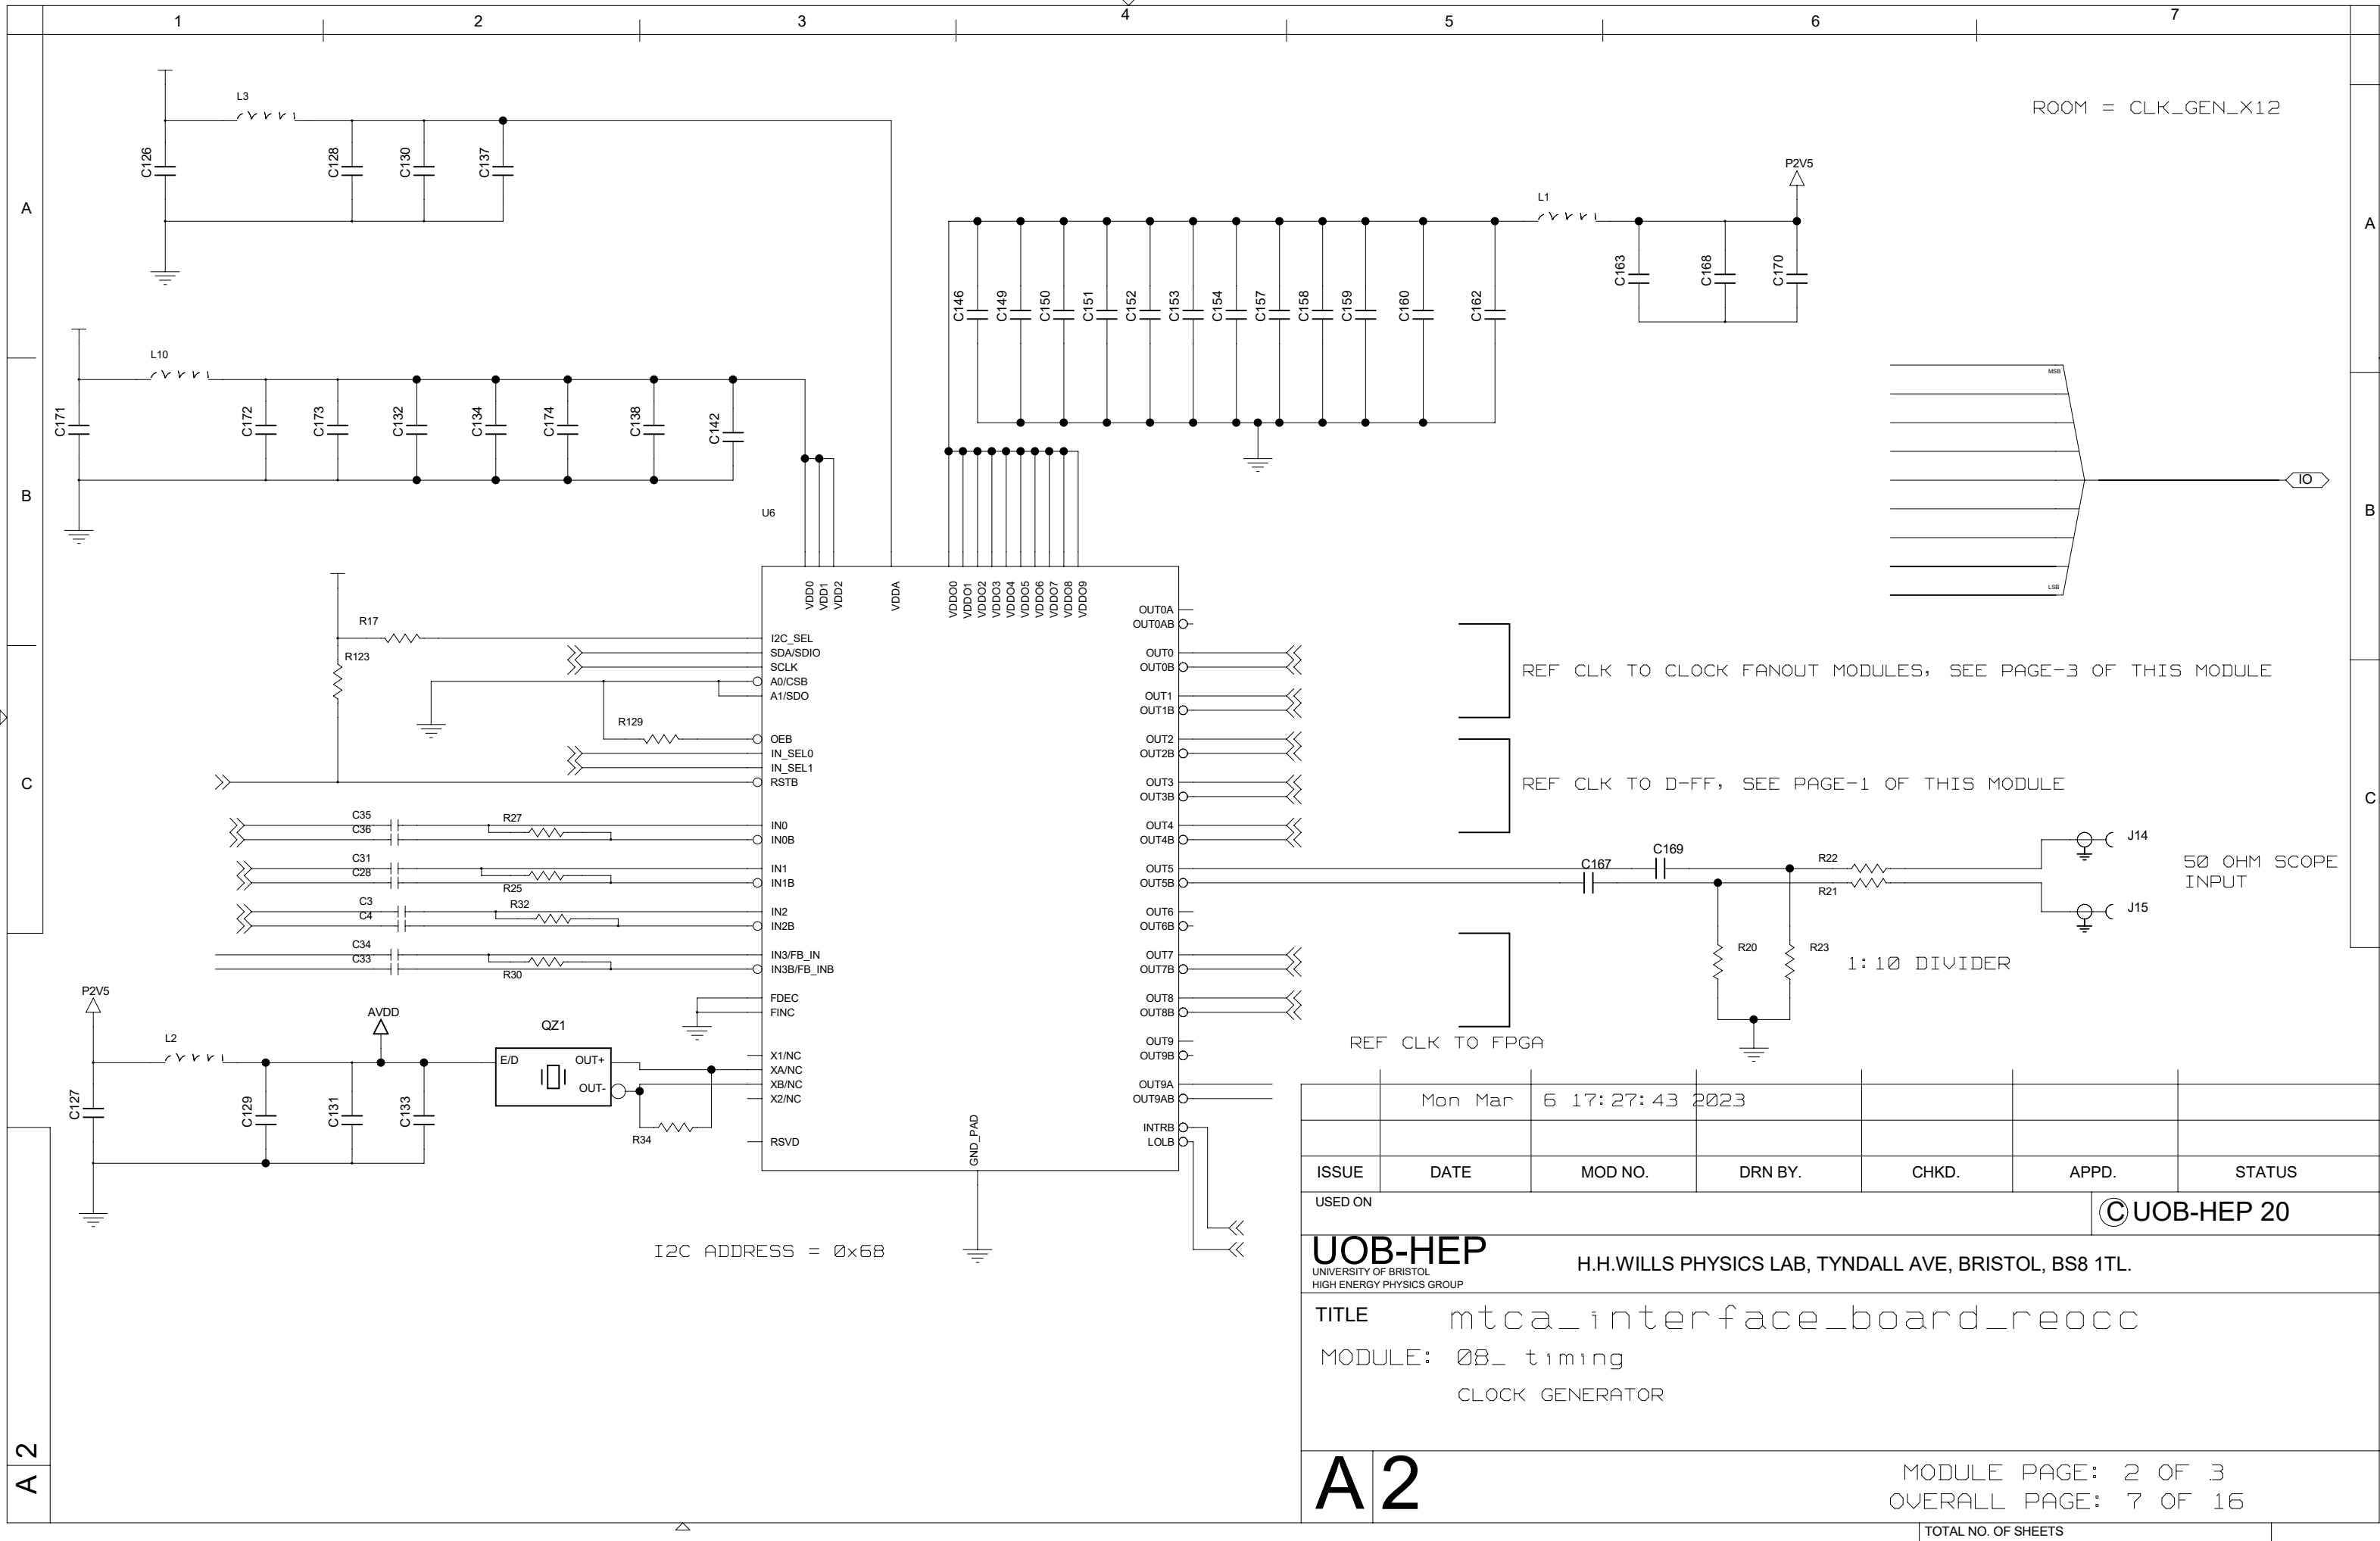 1 2 3 4 5 6 7
ROOM = CLK_GEN_X12
L3
C126
C128
C130
C137
P2V5
L1
A
A
C163
C168
C170
C146
C149
C150
C151
C152
C153
C154
C157
C158
C159
C160
C162
L10
C171
C172
C173
C132
C134
C174
C138
C142
MSB
IO
LSB
B
B
U6
VDD0
VDD1
VDD2
VDDA
VDDO0
VDDO1
VDDO2
VDDO3
VDDO4
VDDO5
VDDO6
VDDO7
VDDO8
VDDO9
R17
R123
R129
I2C_SEL
SDA/SDIO
SCLK
A0/CSB
A1/SDO
OEB
IN_SEL0
IN_SEL1
RSTB
C
C
C35
C36
R27
IN0
IN0B
C31
C28
R25
IN1
IN1B
C3
C4
R32
IN2
IN2B
C34
C33
R30
IN3/FB_IN
IN3B/FB_INB
FDEC
FINC
X1/NC
XA/NC
XB/NC
X2/NC
RSVD
GND_PAD
OUT0A
OUT0AB
OUT0
OUT0B
OUT1
OUT1B
OUT2
OUT2B
OUT3
OUT3B
OUT4
OUT4B
OUT5
OUT5B
OUT6
OUT6B
OUT7
OUT7B
OUT8
OUT8B
OUT9
OUT9B
OUT9A
OUT9AB
INTRB
LOLB
REF CLK TO CLOCK FANOUT MODULES, SEE PAGE-3 OF THIS MODULE
REF CLK TO D-FF, SEE PAGE-1 OF THIS MODULE
C167
C169
R22
R21
J14
J15
50 OHM SCOPE
INPUT
R20
R23
1:10 DIVIDER
REF CLK TO FPGA
P2V5
L2
AVDD
QZ1
E/D
OUT+
OUT-
C127
C129
C131
C133
R34
I2C ADDRESS = 0x68
Mon Mar 6 17:27:43 2023
ISSUE DATE MOD NO. DRN BY. CHKD. APPD. STATUS
USED ON
©UOB-HEP 20
UOB-HEP
UNIVERSITY OF BRISTOL
HIGH ENERGY PHYSICS GROUP
H.H.WILLS PHYSICS LAB, TYNDALL AVE, BRISTOL, BS8 1TL.
TITLE mtca_interface_board_reocc
MODULE: 08_ timing
CLOCK GENERATOR
A 2
A 2
MODULE PAGE: 2 OF 3
OVERALL PAGE: 7 OF 16
TOTAL NO. OF SHEETS